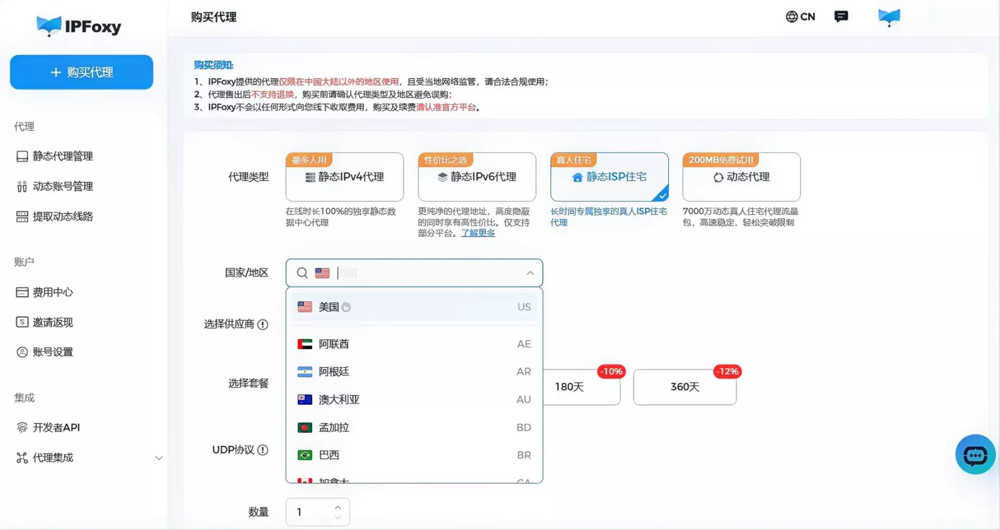 IPFoxy
购买代理
CN
+ 购买代理
购买须知:
1、IPFoxy提供的代理仅限在中国大陆以外的地区使用，且受当地网络监管，请合法合规使用；
2、代理售出后不支持退换，购买前请确认代理类型及地区避免误购；
3、IPFoxy不会以任何形式向您线下收取费用，购买及续费请认准官方平台。
代理
静态代理管理
动态账号管理
提取动态线路
账户
费用中心
邀请返现
账号设置
集成
开发者API
代理集成
代理类型
最多人用
静态IPv4代理
在线时长100%的独享静态数
据中心代理
性价比之选
静态IPv6代理
更纯净的代理地址，高度隐蔽
的同时享有高性价比。仅支持
部分平台。了解更多
真人住宅
静态ISP住宅
长时间专属独享的真人ISP住宅
代理
200MB免费试用
动态代理
7000万动态真人住宅代理流量
包，高速稳定，轻松突破限制
国家/地区
美国
美国 US
阿联酋 AE
阿根廷 AR
澳大利亚 AU
孟加拉 BD
巴西 BR
加拿大 CA
选择供应商
选择套餐
180天
-10%
360天
-12%
UDP协议
数量
1